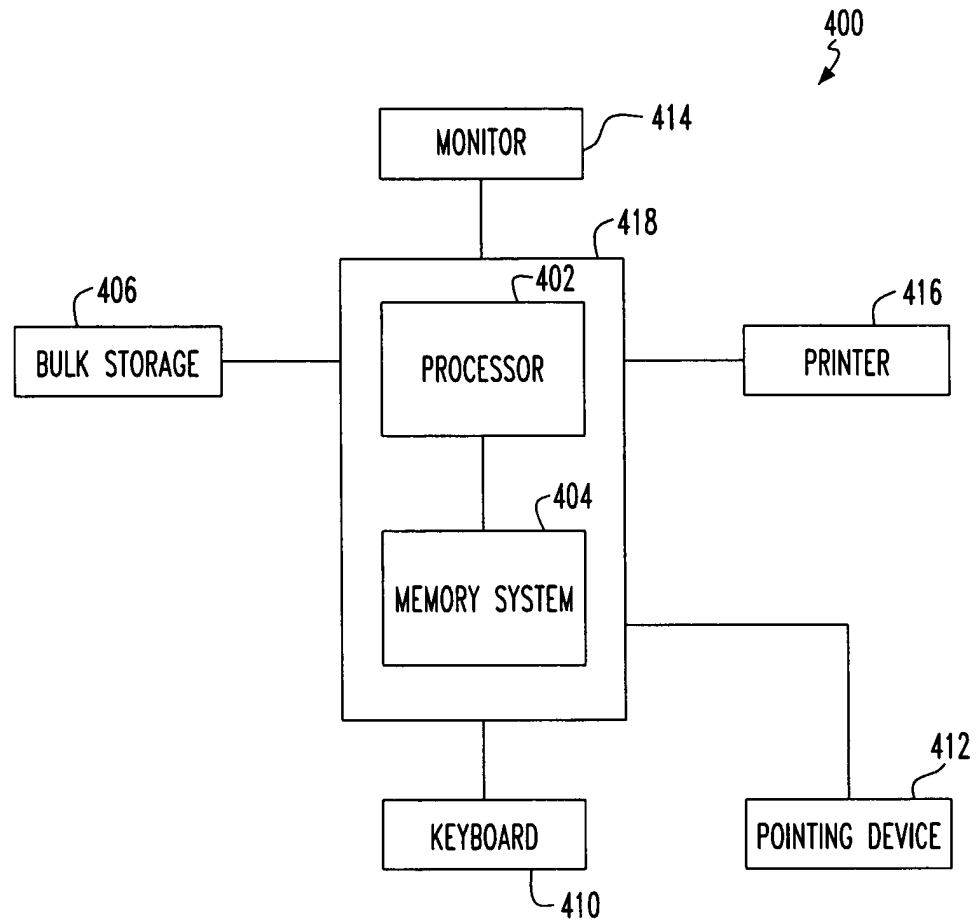 400
MONITOR
414
418
406
402
416
BULK STORAGE
PROCESSOR
PRINTER
404
MEMORY SYSTEM
412
KEYBOARD
POINTING DEVICE
410